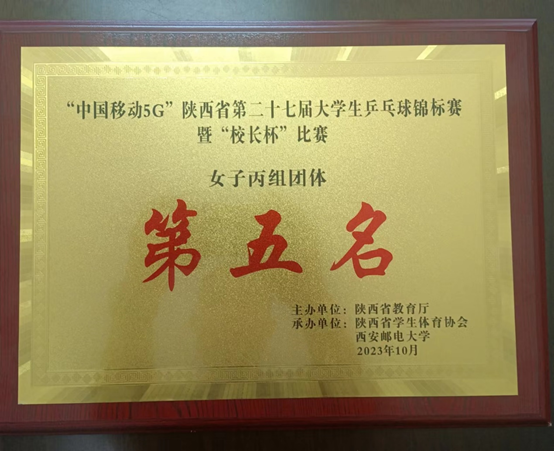 “中国移动5G”陕西省第二十七届大学生乒乓球锦标赛
暨“校长杯”比赛
女子丙组团体
第五名
主办单位：陕西省教育厅
承办单位：陕西省学生体育协会
西安邮电大学
2023年10月